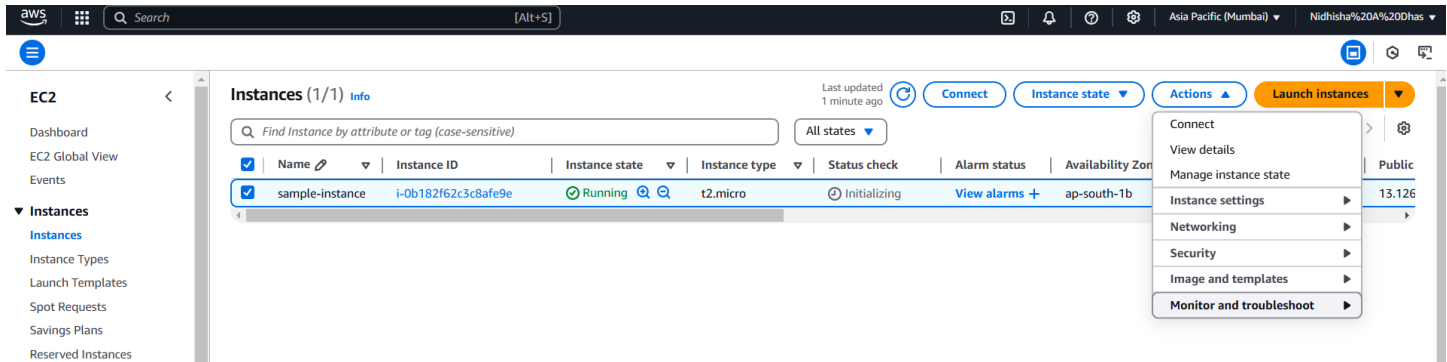 aws
Search [Alt+S]
Asia Pacific (Mumbai) ▼
Nidhisha%20A%20Dhas ▼
EC2
Dashboard
EC2 Global View
Events
▼ Instances
Instances
Instance Types
Launch Templates
Spot Requests
Savings Plans
Reserved Instances
Instances (1/1) Info
Last updated
1 minute ago
Connect
Instance state ▼
Actions ▲
Launch instances ▼
Find Instance by attribute or tag (case-sensitive)
All states ▼
Name Instance ID Instance state Instance type Status check Alarm status Availability Zon Public
sample-instance i-0b182f62c3c8afe9e Running t2.micro Initializing View alarms + ap-south-1b 13.126
Connect
View details
Manage instance state
Instance settings
Networking
Security
Image and templates
Monitor and troubleshoot